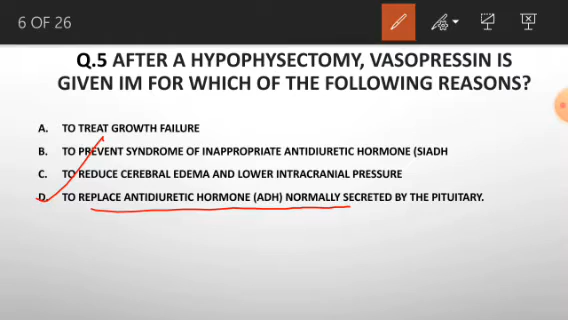 6 OF 26
Q.5 AFTER A HYPOPHYSECTOMY, VASOPRESSIN IS
GIVEN IM FOR WHICH OF THE FOLLOWING REASONS?
A. TO TREAT GROWTH FAILURE
B. TO PREVENT SYNDROME OF INAPPROPRIATE ANTIDIURETIC HORMONE (SIADH
C. TO REDUCE CEREBRAL EDEMA AND LOWER INTRACRANIAL PRESSURE
D. TO REPLACE ANTIDIURETIC HORMONE (ADH) NORMALLY SECRETED BY THE PITUITARY.